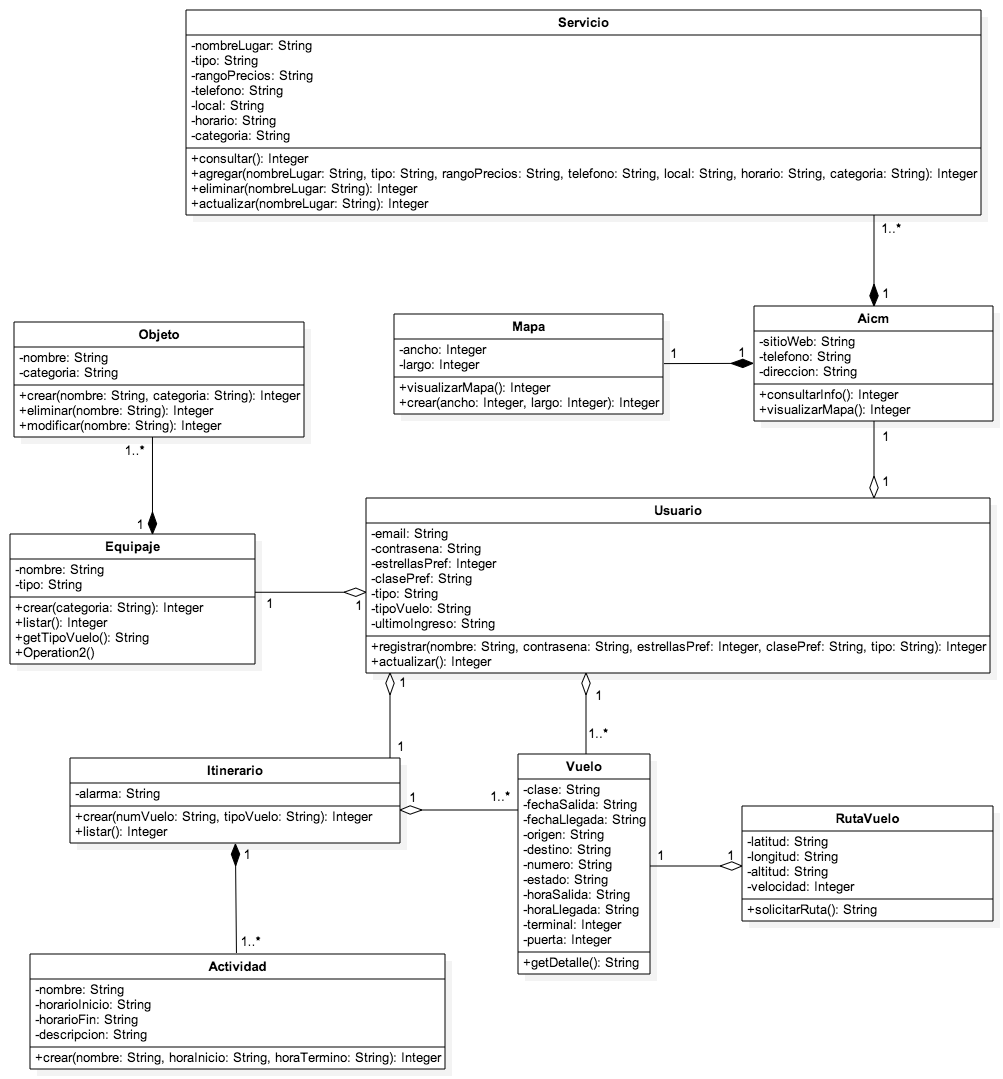 Servicio
-nombreLugar: String
-tipo: String
-rangoPrecios: String
-telefono: String
-local: String
-horario: String
-categoria: String
+consultar(): Integer
+agregar(nombreLugar: String, tipo: String, rangoPrecios: String, telefono: String, local: String, horario: String, categoria: String): Integer
+eliminar(nombreLugar: String): Integer
+actualizar(nombreLugar: String): Integer
1..*
1
Aicm
-sitioWeb: String
-telefono: String
-direccion: String
+consultarInfo(): Integer
+visualizarMapa(): Integer
1
1
Mapa
-ancho: Integer
-largo: Integer
+visualizarMapa(): Integer
+crear(ancho: Integer, largo: Integer): Integer
1
1
Objeto
-nombre: String
-categoria: String
+crear(nombre: String, categoria: String): Integer
+eliminar(nombre: String): Integer
+modificar(nombre: String): Integer
1..*
1
Equipaje
-nombre: String
-tipo: String
+crear(categoria: String): Integer
+listar(): Integer
+getTipoVuelo(): String
+Operation2()
1
1
Usuario
-email: String
-contrasena: String
-estrellasPref: Integer
-clasePref: String
-tipo: String
-tipoVuelo: String
-ultimoIngreso: String
+registrar(nombre: String, contrasena: String, estrellasPref: Integer, clasePref: String, tipo: String): Integer
+actualizar(): Integer
1
1
1
1..*
Itinerario
-alarma: String
+crear(numVuelo: String, tipoVuelo: String): Integer
+listar(): Integer
1
1..*
1
1..*
Vuelo
-clase: String
-fechaSalida: String
-fechaLlegada: String
-origen: String
-destino: String
-numero: String
-estado: String
-horaSalida: String
-horaLlegada: String
-terminal: Integer
-puerta: Integer
+getDetalle(): String
1
1
RutaVuelo
-latitud: String
-longitud: String
-altitud: String
-velocidad: Integer
+solicitarRuta(): String
Actividad
-nombre: String
-horarioInicio: String
-horarioFin: String
-descripcion: String
+crear(nombre: String, horaInicio: String, horaTermino: String): Integer